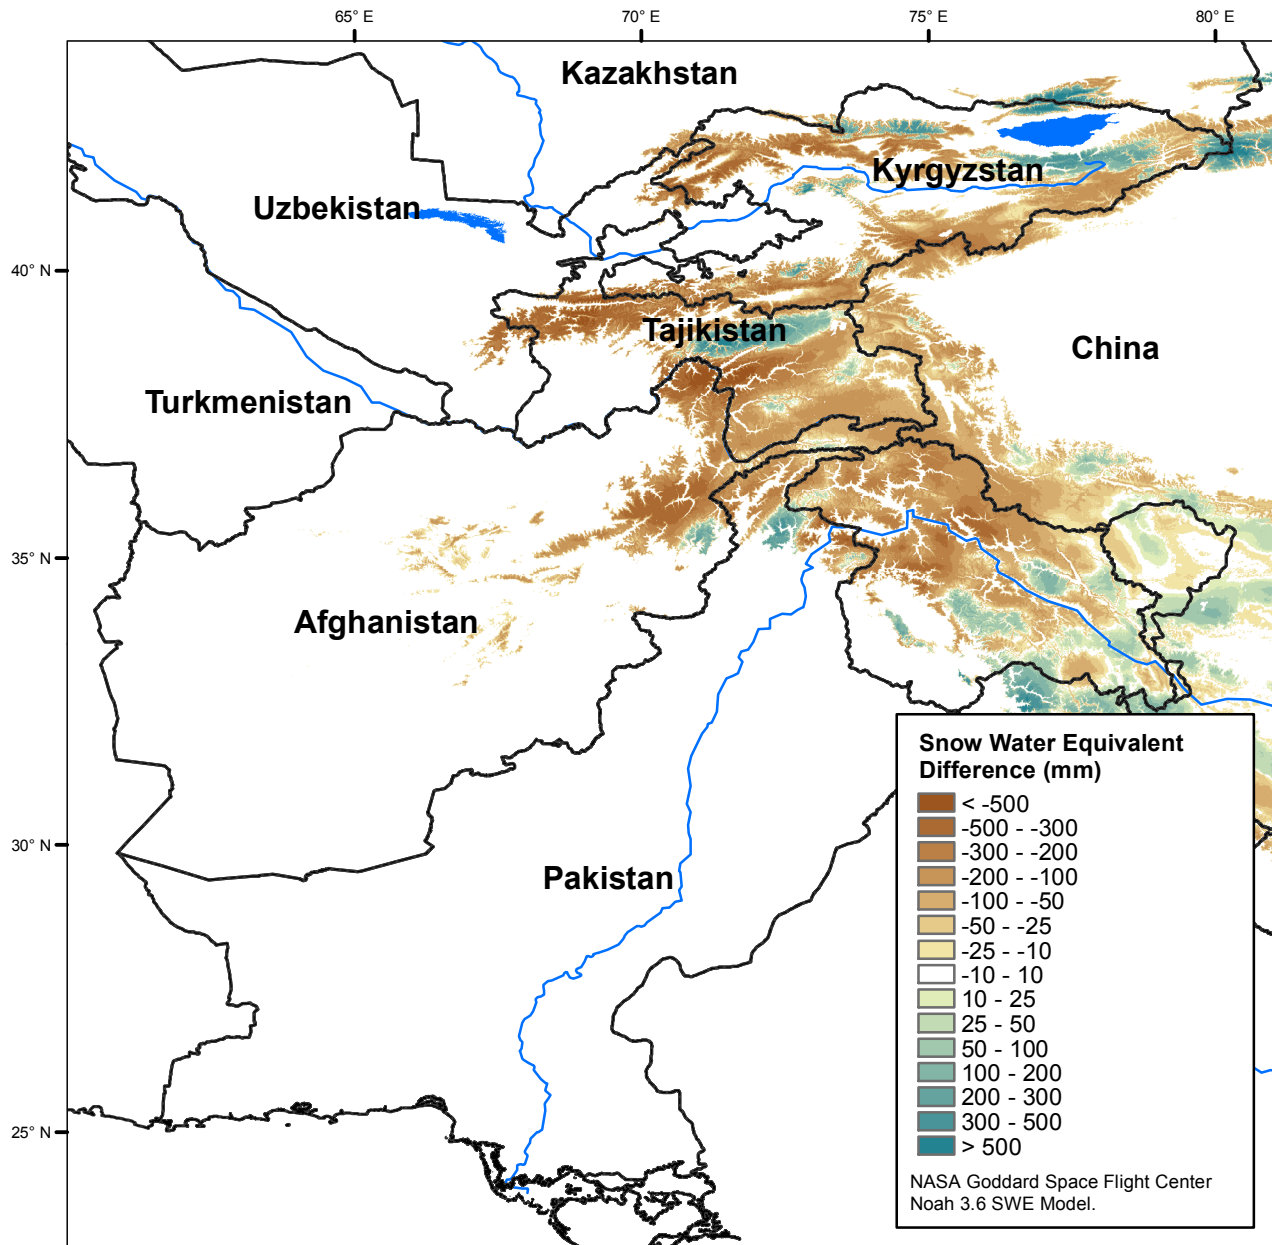 65° E
70° E
75° E
80° E
Kazakhstan
Kyrgyzstan
Uzbekistan
40° N
Tajikistan
China
Turkmenistan
35° N
Afghanistan
Snow Water Equivalent
Difference (mm)
< -500
-500 - -300
-300 - -200
-200 - -100
-100 - -50
-50 - -25
-25 - -10
-10 - 10
10 - 25
25 - 50
50 - 100
100 - 200
200 - 300
300 - 500
> 500
30° N
Pakistan
25° N
NASA Goddard Space Flight Center
Noah 3.6 SWE Model.